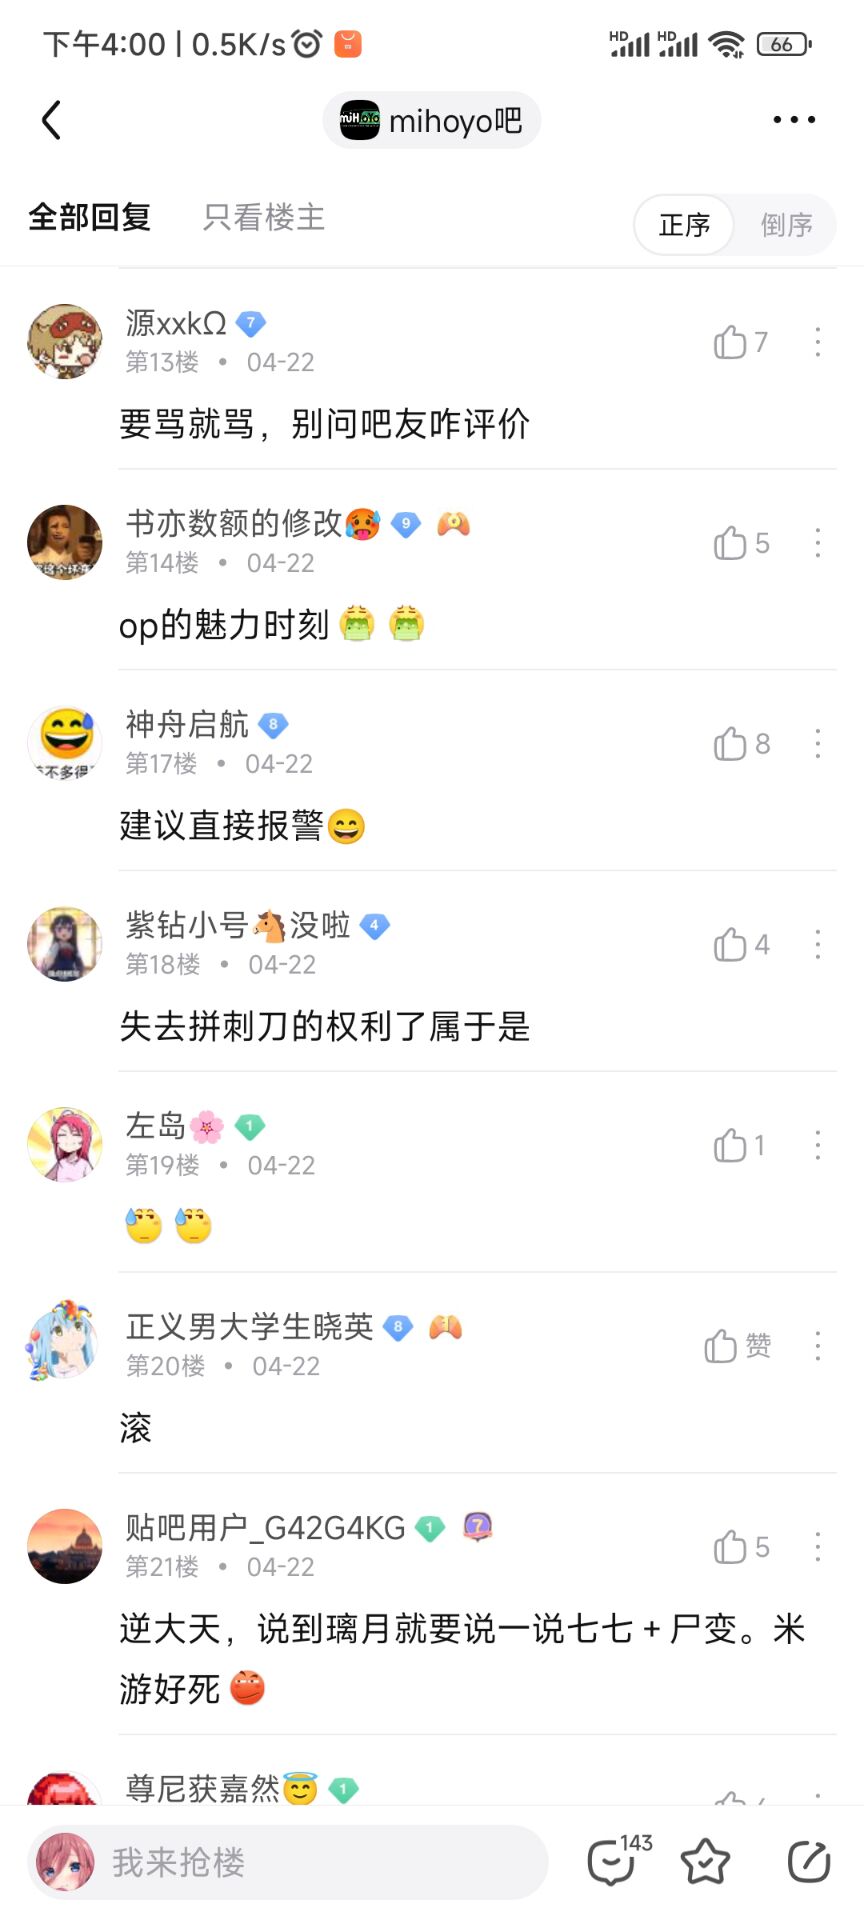 下午4:00 | 0.5K/s
HD HD 66
miHoYo mihoyo吧
全部回复 只看楼主 正序 倒序
源xxkΩ 7
第13楼 • 04-22 7
要骂就骂，别问吧友咋评价
书亦数额的修改🥵 9
第14楼 • 04-22 5
op的魅力时刻
神舟启航 8
第17楼 • 04-22 8
建议直接报警😄
紫钻小号🐴没啦 4
第18楼 • 04-22 4
失去拼刺刀的权利了属于是
左岛🌸 1
第19楼 • 04-22 1
正义男大学生晓英 8
第20楼 • 04-22 赞
滚
贴吧用户_G42G4KG 1 7
第21楼 • 04-22 5
逆大天，说到璃月就要说一说七七 + 尸变。米
游好死
尊尼获嘉然😇 1
我来抢楼 143